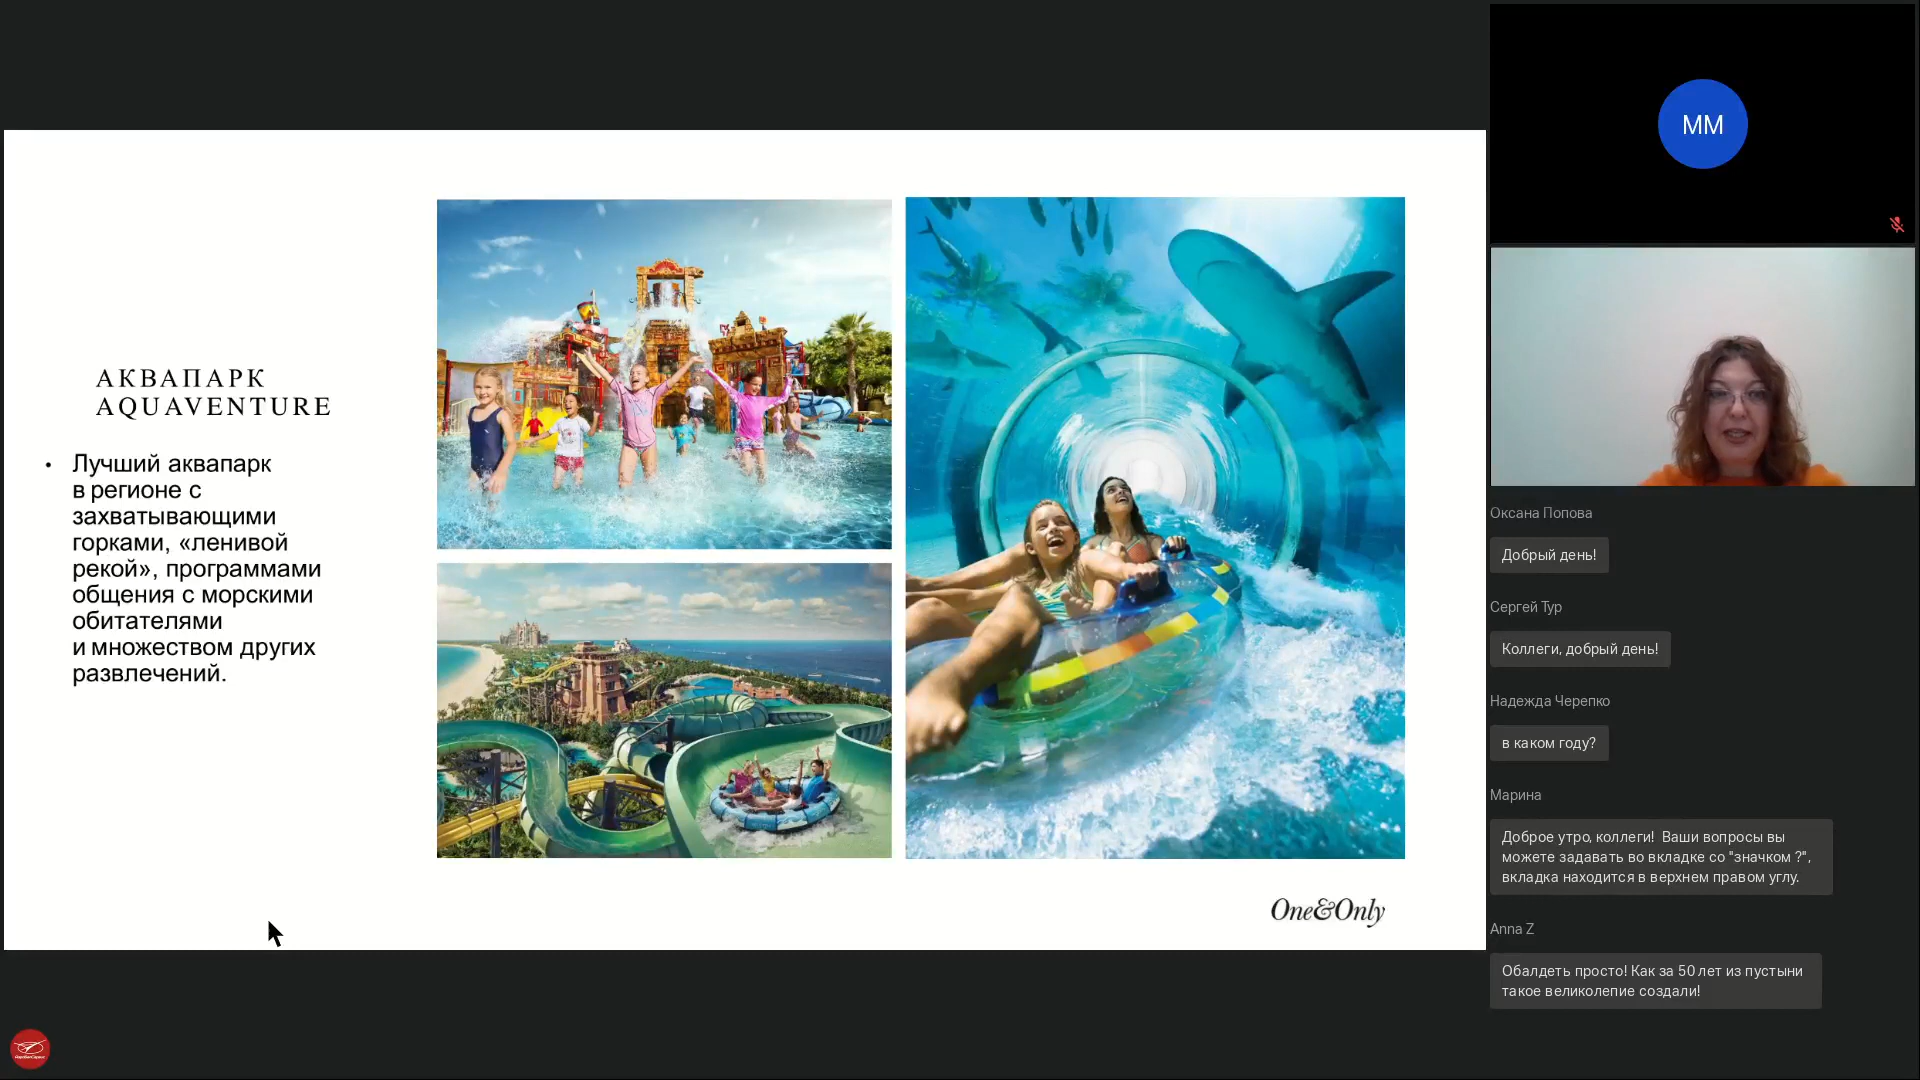 АКВАПАРК
AQUAVENTURE
• Лучший аквапарк
в регионе с
захватывающими
горками, «ленивой
рекой», программами
общения с морскими
обитателями
и множеством других
развлечений.
One&Only
MM
Оксана Попова
Добрый день!
Сергей Тур
Коллеги, добрый день!
Надежда Черепко
в каком году?
Марина
Доброе утро, коллеги!  Ваши вопросы вы
можете задавать во вкладке со "значком ?",
вкладка находится в верхнем правом углу.
Anna Z
Обалдеть просто! Как за 50 лет из пустыни
такое великолепие создали!